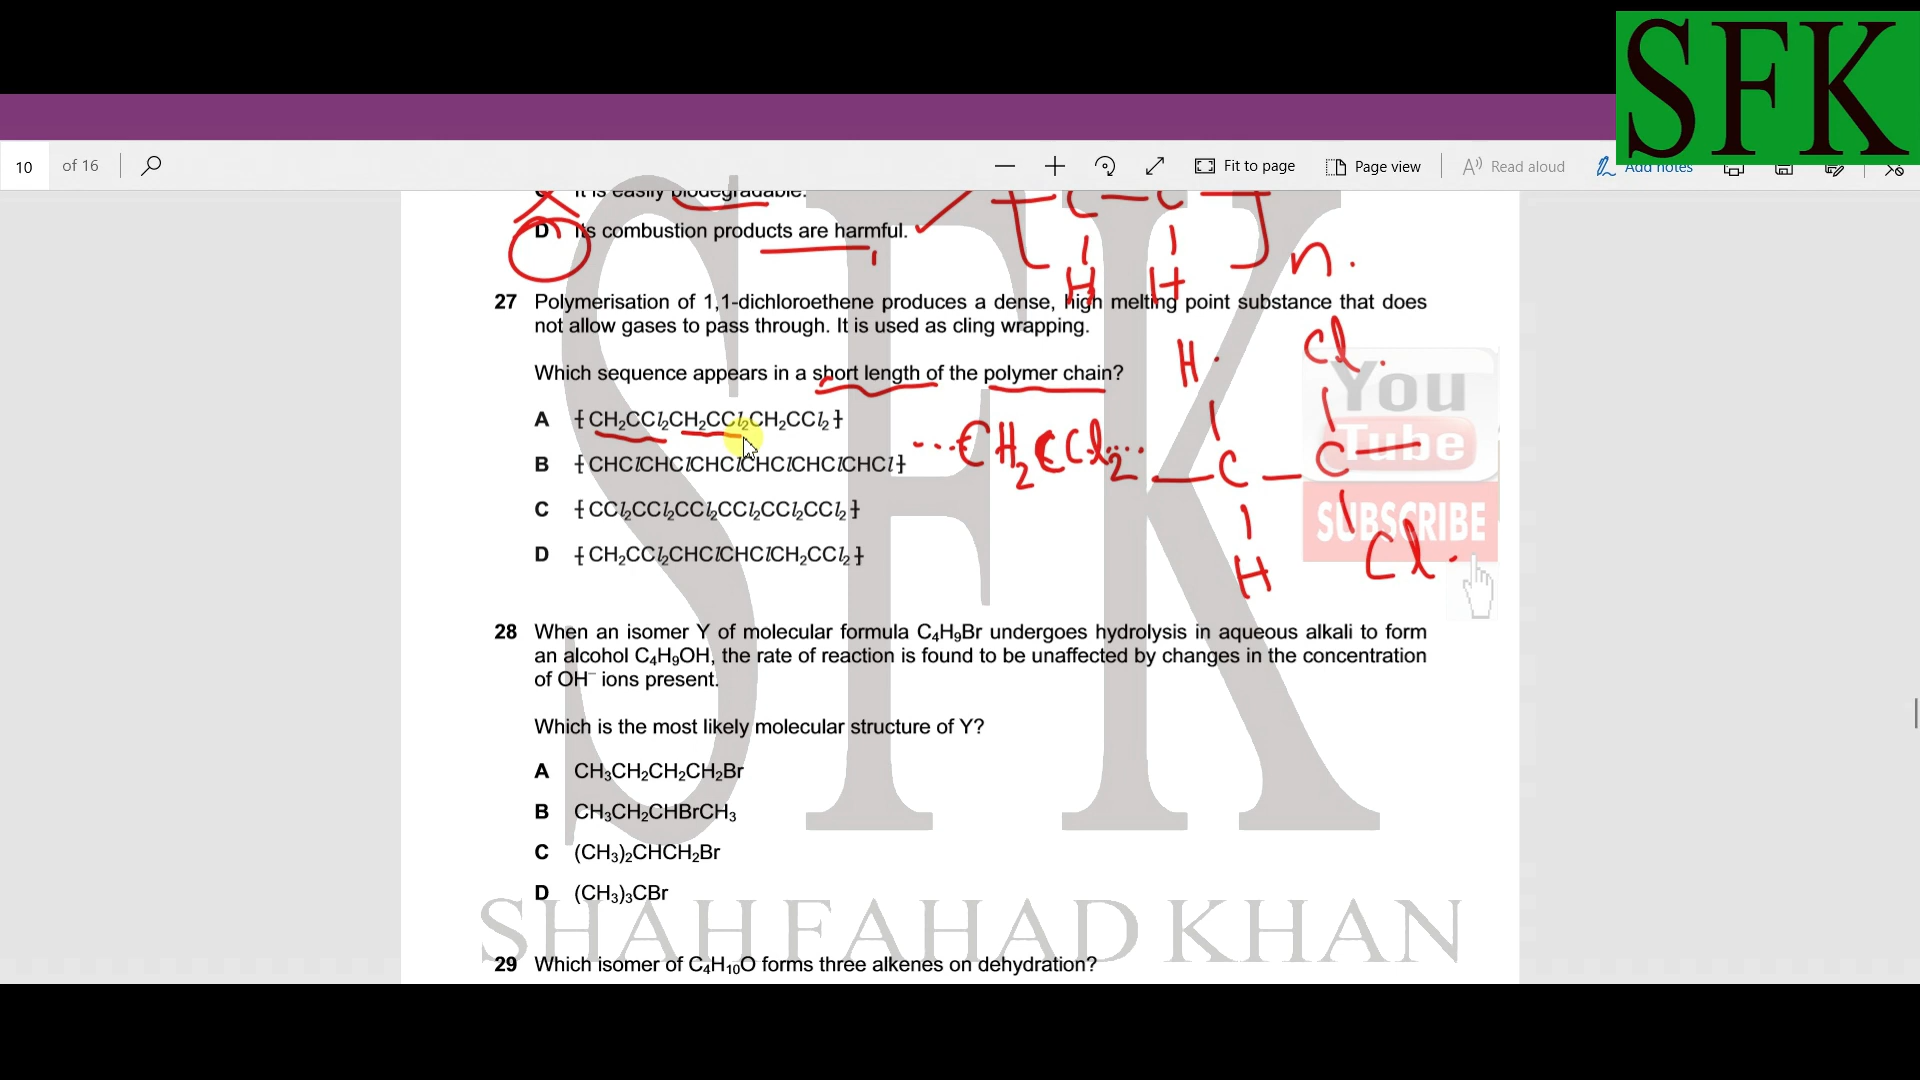 SFK
10 of 16 Fit to page Page view Read aloud Add notes
It is easily biodegradable.
D Its combustion products are harmful.
C — C
H H n.
27 Polymerisation of 1,1-dichloroethene produces a dense, high melting point substance that does
not allow gases to pass through. It is used as cling wrapping.
Which sequence appears in a short length of the polymer chain?
H Cl
A ⁅CH₂CCl₂CH₂CCl₂CH₂CCl₂⁆
...CH₂CCl₂...
— C — C —
B ⁅CHClCHClCHClCHClCHClCHCl⁆
C ⁅CCl₂CCl₂CCl₂CCl₂CCl₂CCl₂⁆
D ⁅CH₂CCl₂CHClCHClCH₂CCl₂⁆
H Cl
You
Tube
SUBSCRIBE
28 When an isomer Y of molecular formula C₄H₉Br undergoes hydrolysis in aqueous alkali to form
an alcohol C₄H₉OH, the rate of reaction is found to be unaffected by changes in the concentration
of OH⁻ ions present.
Which is the most likely molecular structure of Y?
A CH₃CH₂CH₂CH₂Br
B CH₃CH₂CHBrCH₃
C (CH₃)₂CHCH₂Br
D (CH₃)₃CBr
SFK
SHAH FAHAD KHAN
29 Which isomer of C₄H₁₀O forms three alkenes on dehydration?